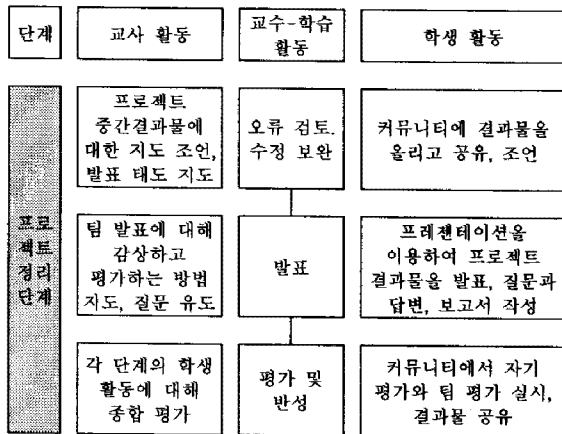 단계
교사 활동
교수-학습
활동
학생 활동
프로
젝트
정리
단계
프로젝트
중간결과물에
대한 지도 조언,
발표 태도 지도
오류 검토.
수정 보완
커뮤니티에 결과물을
올리고 공유, 조언
팀 발표에 대해
감상하고
평가하는 방법
지도, 질문 유도
발표
프레젠테이션을
이용하여 프로젝트
결과물을 발표, 질문과
답변, 보고서 작성
각 단계의 학생
활동에 대해
종합 평가
평가 및
반성
커뮤니티에서 자기
평가와 팀 평가 실시,
결과물 공유